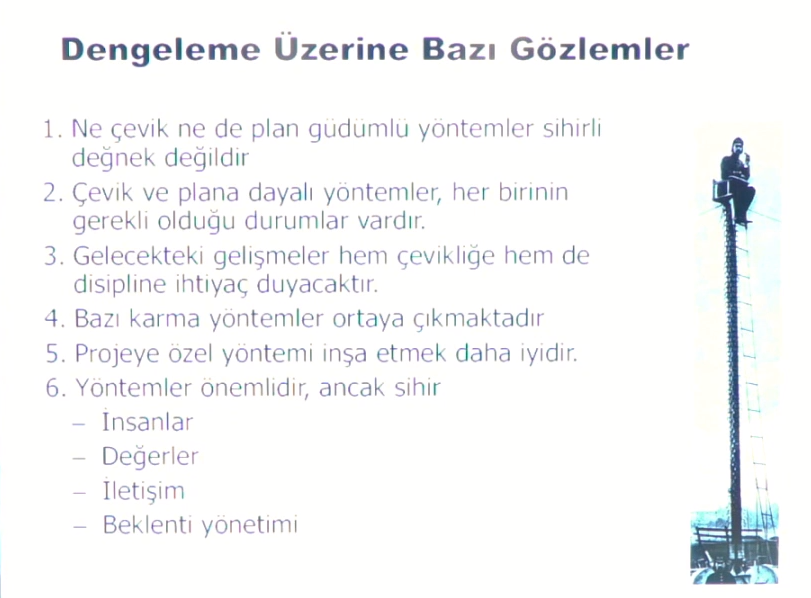 Dengeleme Üzerine Bazı Gözlemler
1. Ne çevik ne de plan güdümlü yöntemler sihirli
değnek değildir
2. Çevik ve plana dayalı yöntemler, her birinin
gerekli olduğu durumlar vardır.
3. Gelecekteki gelişmeler hem çevikliğe hem de
disipline ihtiyaç duyacaktır.
4. Bazı karma yöntemler ortaya çıkmaktadır
5. Projeye özel yöntemi inşa etmek daha iyidir.
6. Yöntemler önemlidir, ancak sihir
– İnsanlar
– Değerler
– İletişim
– Beklenti yönetimi